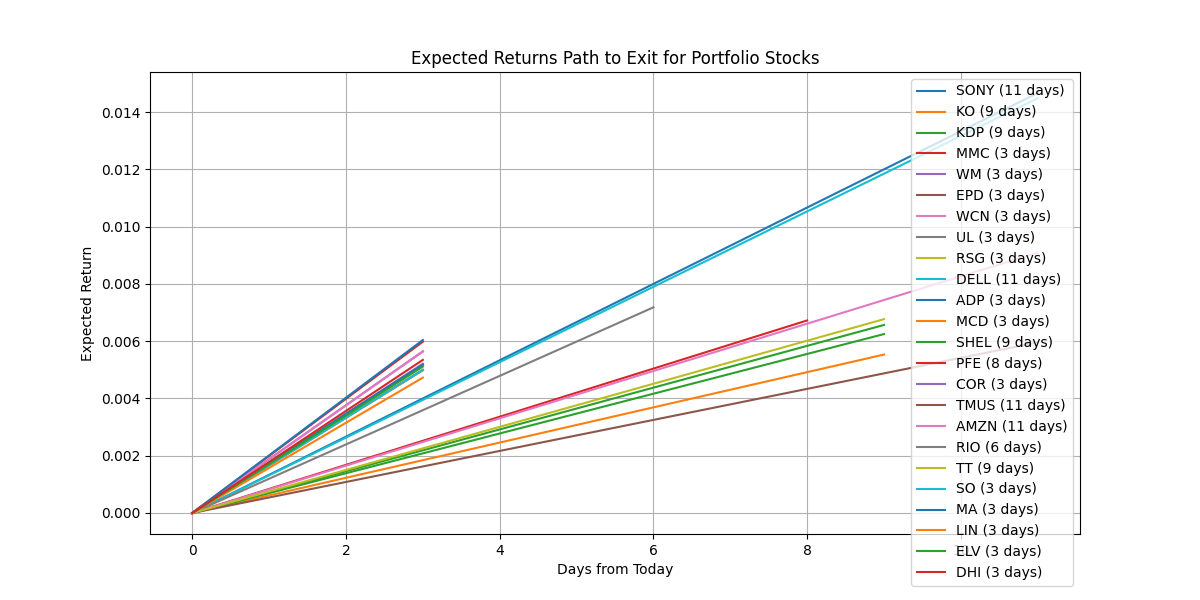 Expected Returns Path to Exit for Portfolio Stocks
Expected Return
0.014
0.012
0.010
0.008
0.006
0.004
0.002
0.000
0
2
4
6
8
Days from Today
SONY (11 days)
KO (9 days)
KDP (9 days)
MMC (3 days)
WM (3 days)
EPD (3 days)
WCN (3 days)
UL (3 days)
RSG (3 days)
DELL (11 days)
ADP (3 days)
MCD (3 days)
SHEL (9 days)
PFE (8 days)
COR (3 days)
TMUS (11 days)
AMZN (11 days)
RIO (6 days)
TT (9 days)
SO (3 days)
MA (3 days)
LIN (3 days)
ELV (3 days)
DHI (3 days)